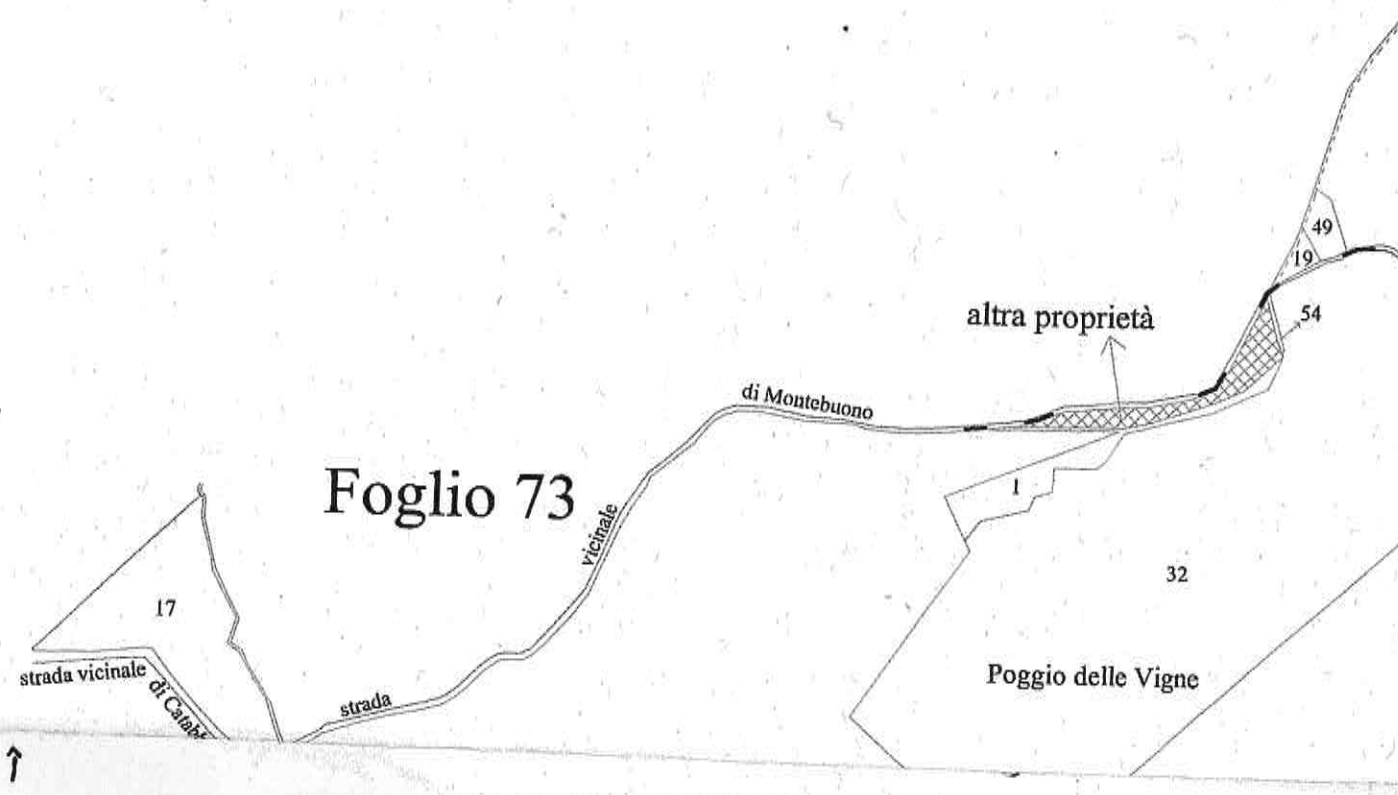 49
19
54
altra proprietà
di Montebuono
Foglio 73
vicinale
1
32
17
strada vicinale
di
strada
Poggio delle Vigne